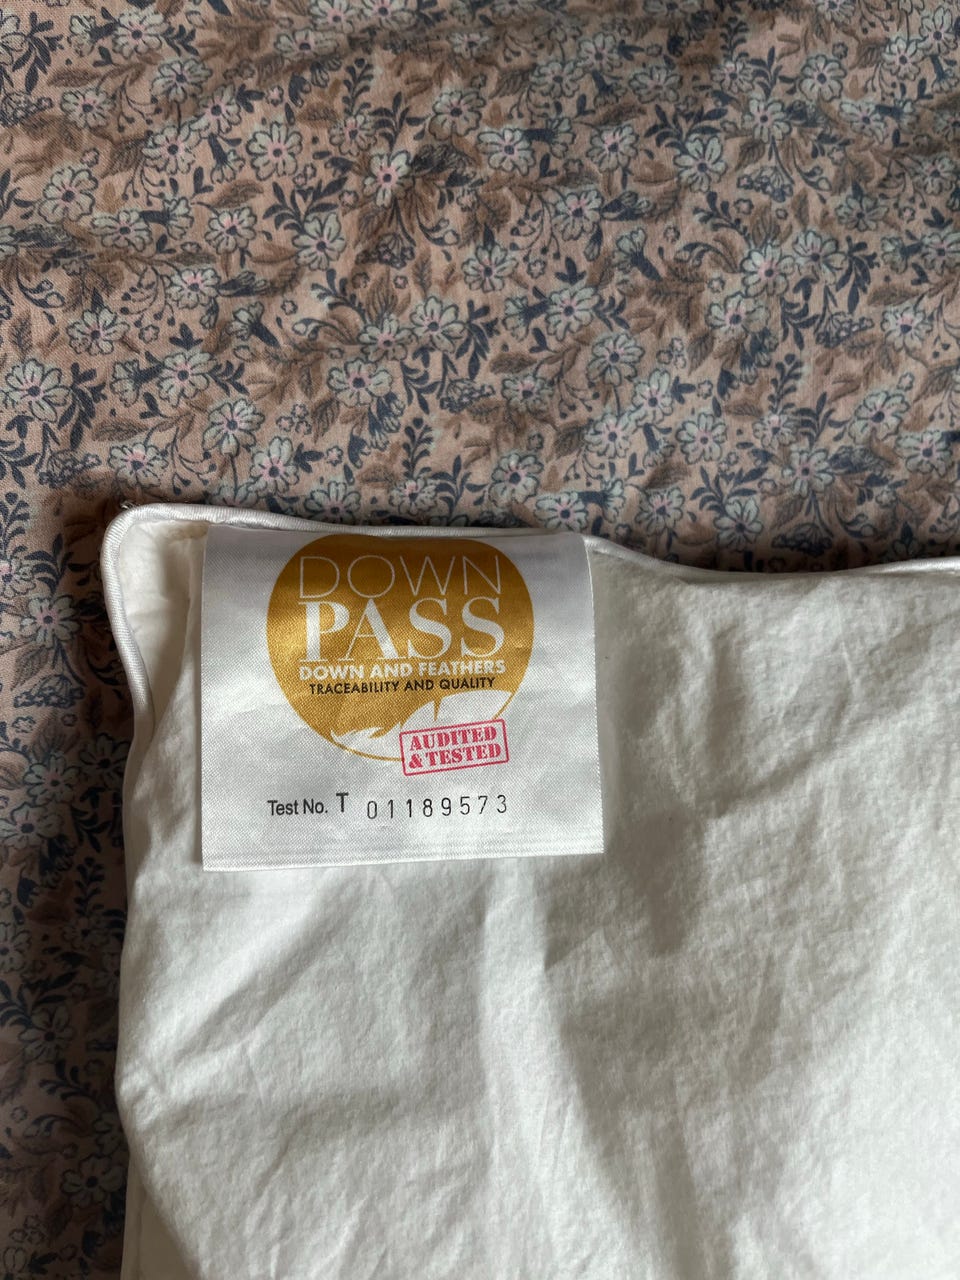 DOWN
PASS
DOWN AND FEATHERS
TRACEABILITY AND QUALITY
AUDITED
& TESTED
Test No. T 01189573